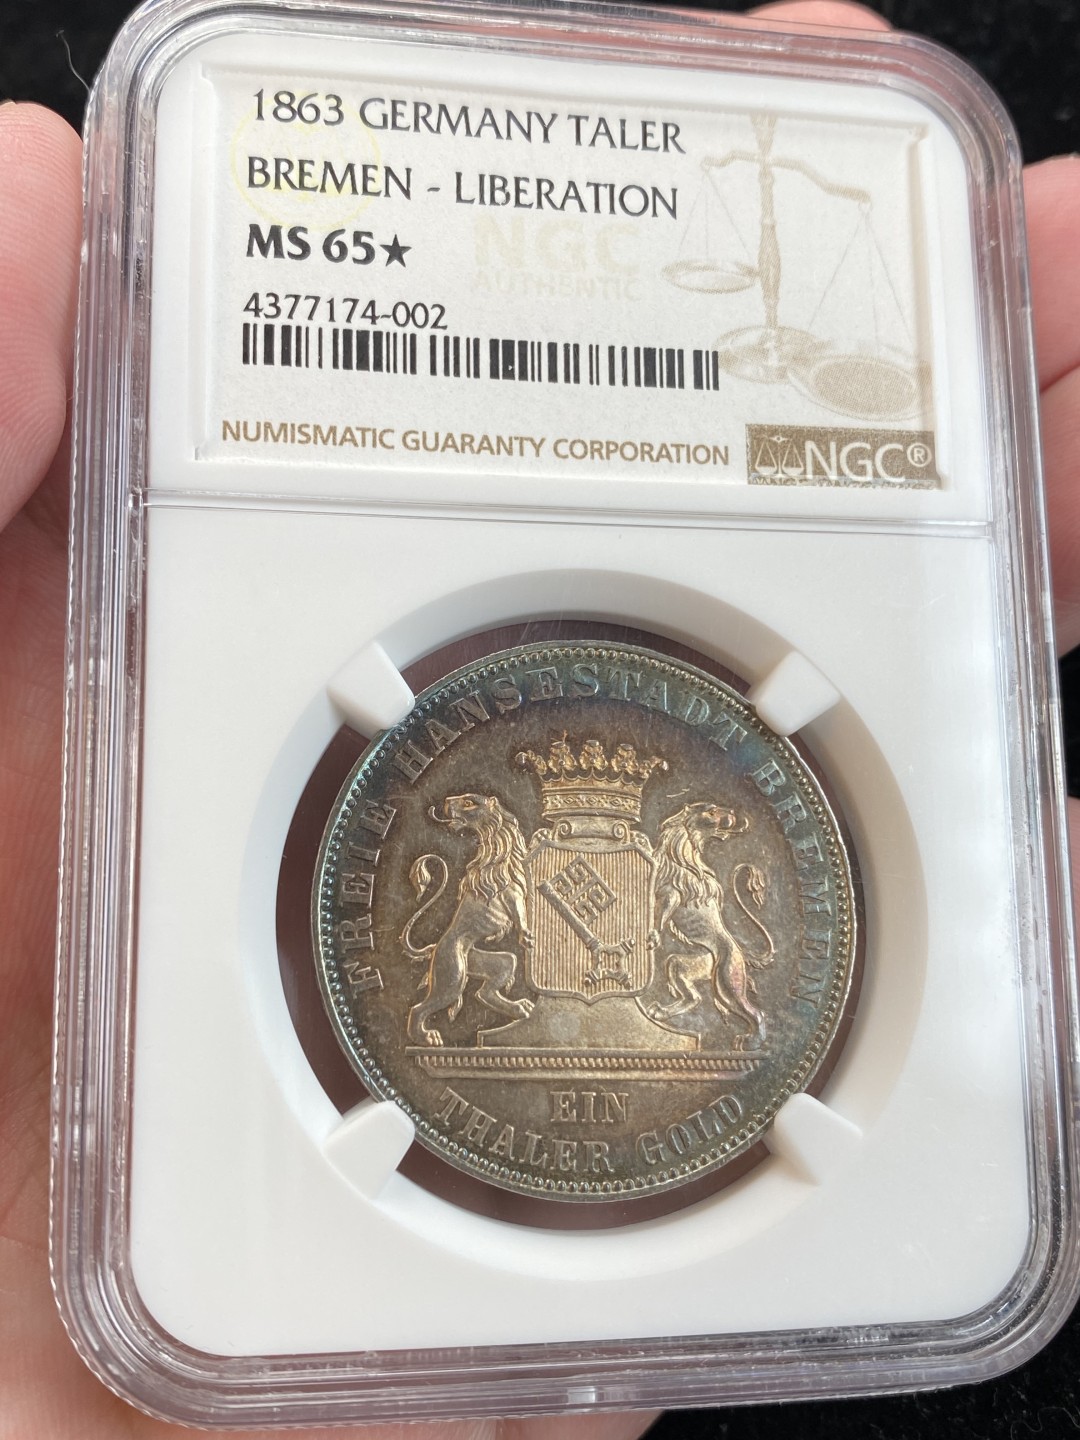 1863 GERMANY TALER
BREMEN - LIBERATION
MS 65★
NGC
AUTHENTIC
4377174-002
NUMISMATIC GUARANTY CORPORATION
NGC®
FREIE HANSESTADT BREMEN
EIN
THALER GOLD